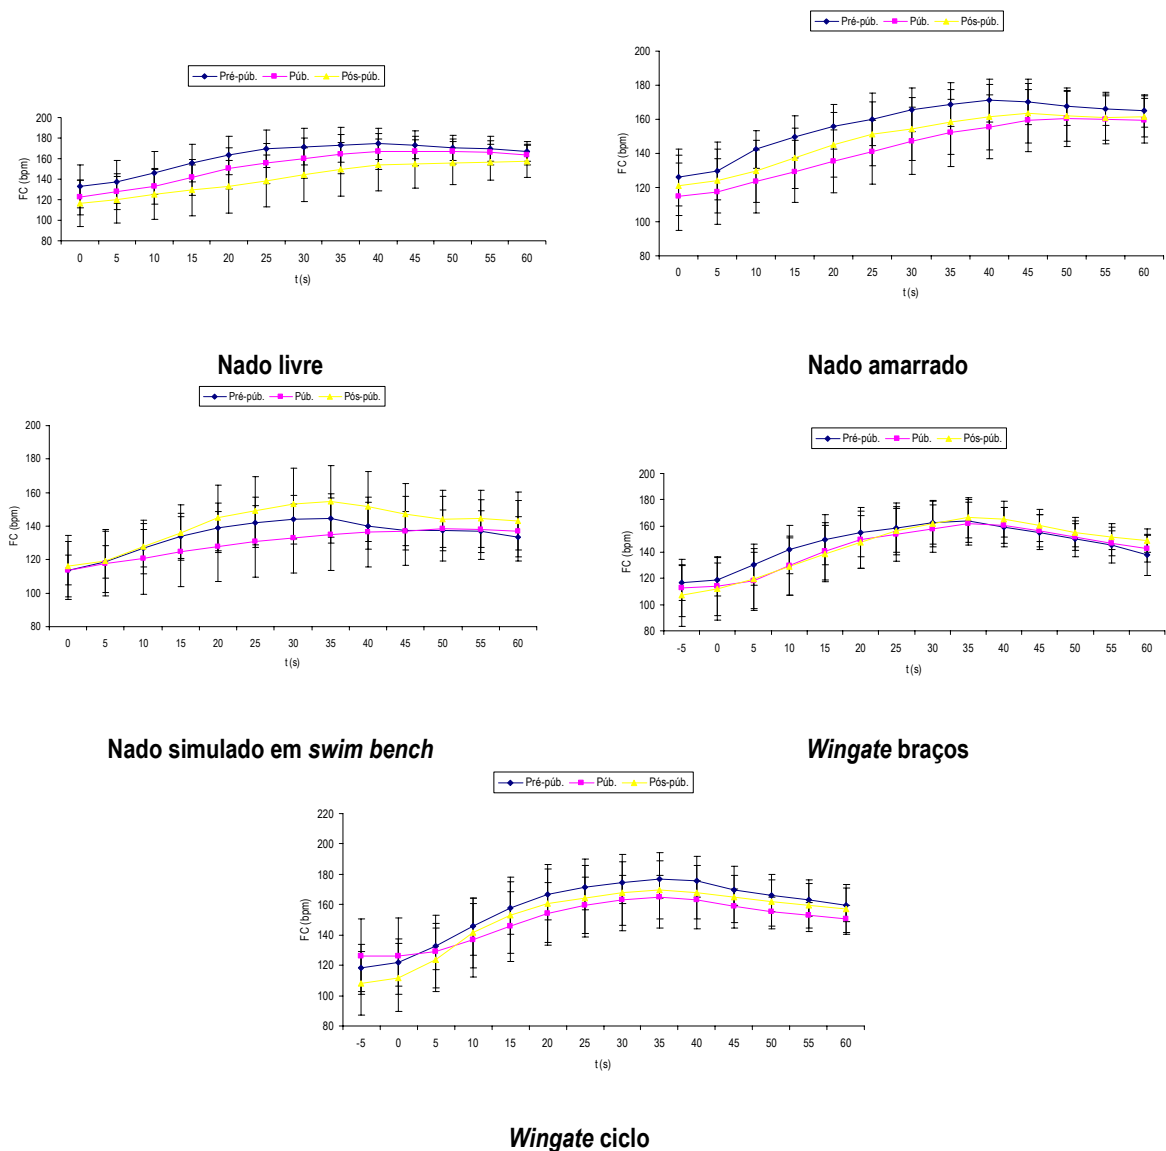 Pré-púb. Púb. Pós-púb.
200
180
160
140
120
100
80
FC (bpm)
0 5 10 15 20 25 30 35 40 45 50 55 60
t (s)
Nado livre
Pré-púb. Púb. Pós-púb.
200
180
160
140
120
100
80
FC (bpm)
0 5 10 15 20 25 30 35 40 45 50 55 60
t (s)
Nado amarrado
Pré-púb. Púb. Pós-púb.
200
180
160
140
120
100
80
FC (bpm)
0 5 10 15 20 25 30 35 40 45 50 55 60
t (s)
Nado simulado em swim bench
Pré-púb. Púb. Pós-púb.
200
180
160
140
120
100
80
FC (bpm)
-5 0 5 10 15 20 25 30 35 40 45 50 55 60
t (s)
Wingate braços
Pré-púb. Púb. Pós-púb.
220
200
180
160
140
120
100
80
FC (bpm)
-5 0 5 10 15 20 25 30 35 40 45 50 55 60
t (s)
Wingate ciclo